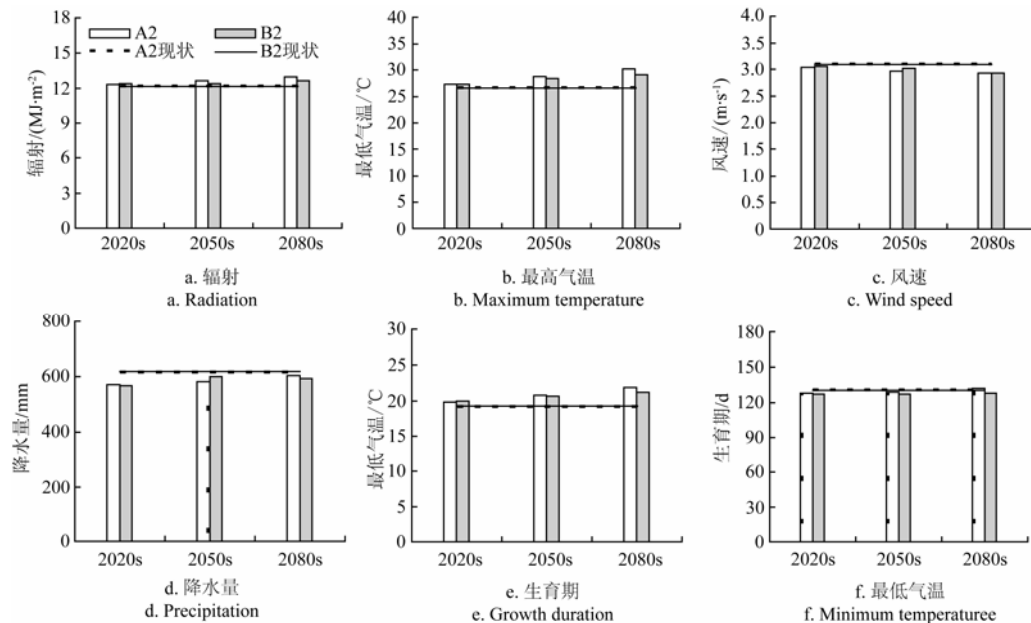 18
15
12
9
6
3
0
辐射/(MJ·m⁻²)
A2
B2
A2现状
B2现状
2020s 2050s 2080s
a. 辐射
a. Radiation
40
35
30
25
20
15
10
5
0
最低气温/℃
2020s 2050s 2080s
b. 最高气温
b. Maximum temperature
4.0
3.5
3.0
2.5
2.0
1.5
1.0
0.5
0.0
风速/(m·s⁻¹)
2020s 2050s 2080s
c. 风速
c. Wind speed
800
600
400
200
0
降水量/mm
2020s 2050s 2080s
d. 降水量
d. Precipitation
30
25
20
15
10
5
0
最低气温/℃
2020s 2050s 2080s
e. 生育期
e. Growth duration
180
150
120
90
60
30
0
生育期/d
2020s 2050s 2080s
f. 最低气温
f. Minimum temperaturee